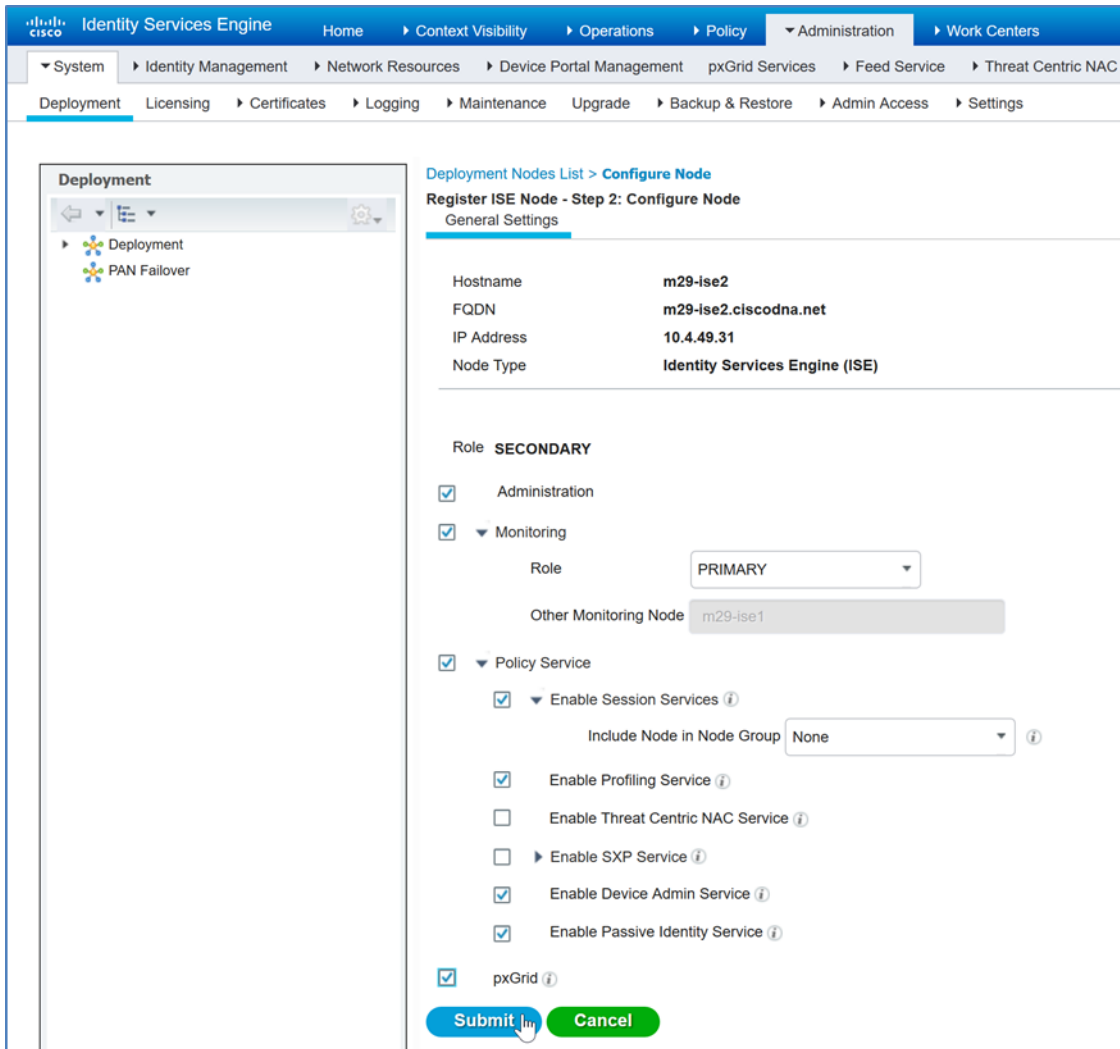 cisco Identity Services Engine Home Context Visibility Operations Policy Administration Work Centers
System Identity Management Network Resources Device Portal Management pxGrid Services Feed Service Threat Centric NAC
Deployment Licensing Certificates Logging Maintenance Upgrade Backup & Restore Admin Access Settings
Deployment
Deployment
PAN Failover
Deployment Nodes List > Configure Node
Register ISE Node - Step 2: Configure Node
General Settings
Hostname m29-ise2
FQDN m29-ise2.ciscodna.net
IP Address 10.4.49.31
Node Type Identity Services Engine (ISE)
Role SECONDARY
Administration
Monitoring
Role PRIMARY
Other Monitoring Node m29-ise1
Policy Service
Enable Session Services
Include Node in Node Group None
Enable Profiling Service
Enable Threat Centric NAC Service
Enable SXP Service
Enable Device Admin Service
Enable Passive Identity Service
pxGrid
Submit Cancel